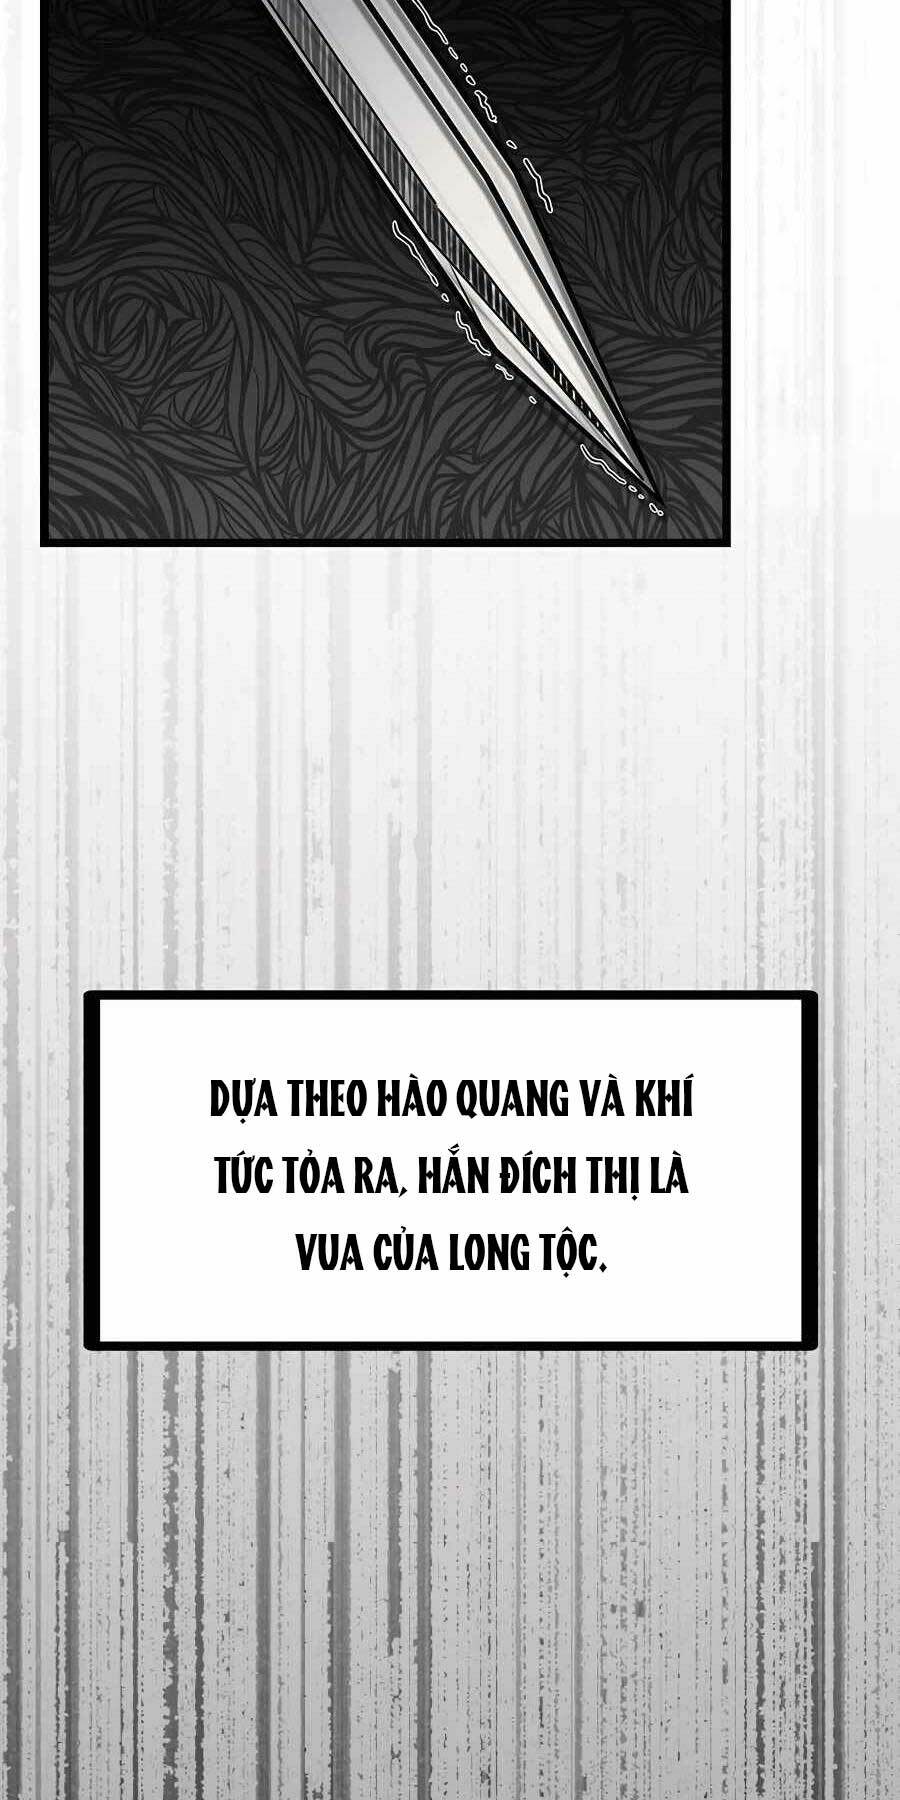 DỰA THEO HÀO QUANG VÀ KHÍ
TỨC TỎA RA, HẮN ĐÍCH THỊ LÀ
VUA CỦA LONG TỘC.